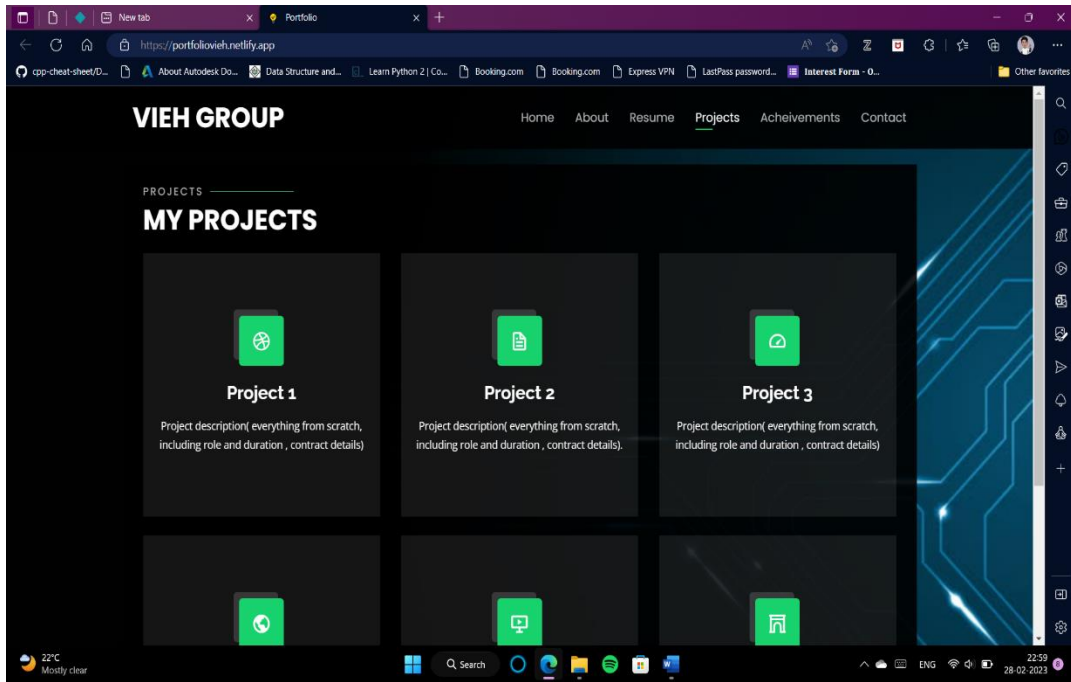 New tab
Portfolio
https://portfoliovieh.netlify.app
cpp-cheat-sheet/D...
About Autodesk Do...
Data Structure and...
Learn Python 2 | Co...
Booking.com
Booking.com
Express VPN
LastPass password...
Interest Form - O...
Other favorites
VIEH GROUP
Home
About
Resume
Projects
Acheivements
Contact
PROJECTS
MY PROJECTS
Project 1
Project description( everything from scratch,
including role and duration , contract details)
Project 2
Project description( everything from scratch,
including role and duration , contract details).
Project 3
Project description( everything from scratch,
including role and duration , contract details)
22°C
Mostly clear
Search
ENG
22:59
28-02-2023
8